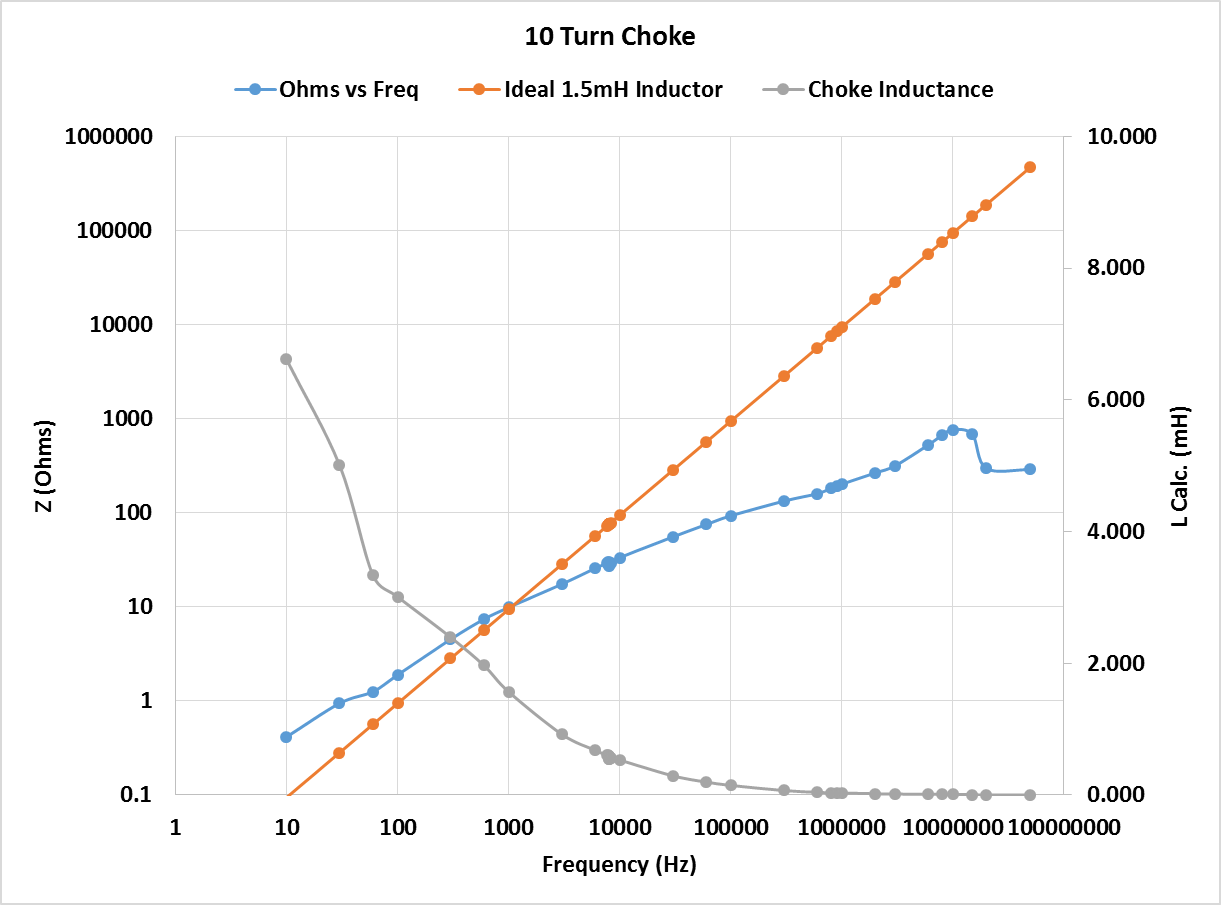 10 Turn Choke
Ohms vs Freq Ideal 1.5mH Inductor Choke Inductance
1000000
100000
10000
1000
100
10
1
0.1
Z (Ohms)
10.000
8.000
6.000
4.000
2.000
0.000
L Calc. (mH)
1 10 100 1000 10000 100000 1000000 10000000 100000000
Frequency (Hz)